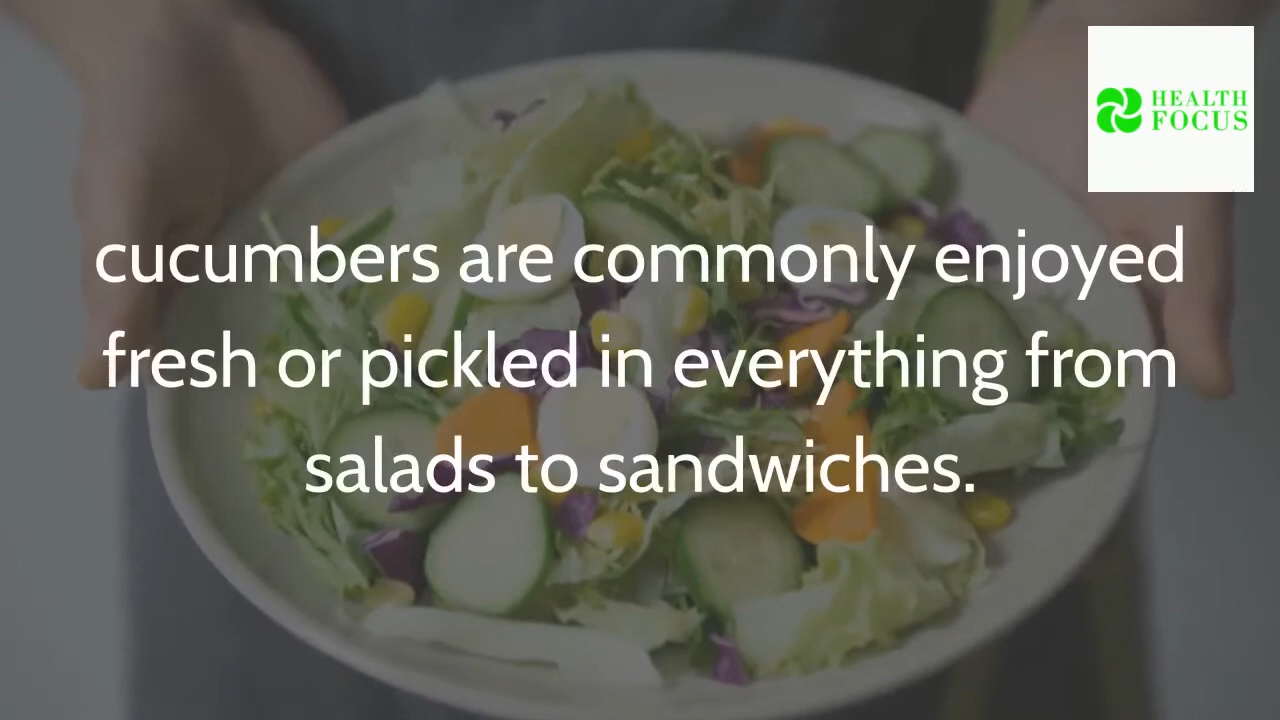 HEALTH
FOCUS
cucumbers are commonly enjoyed
fresh or pickled in everything from
salads to sandwiches.